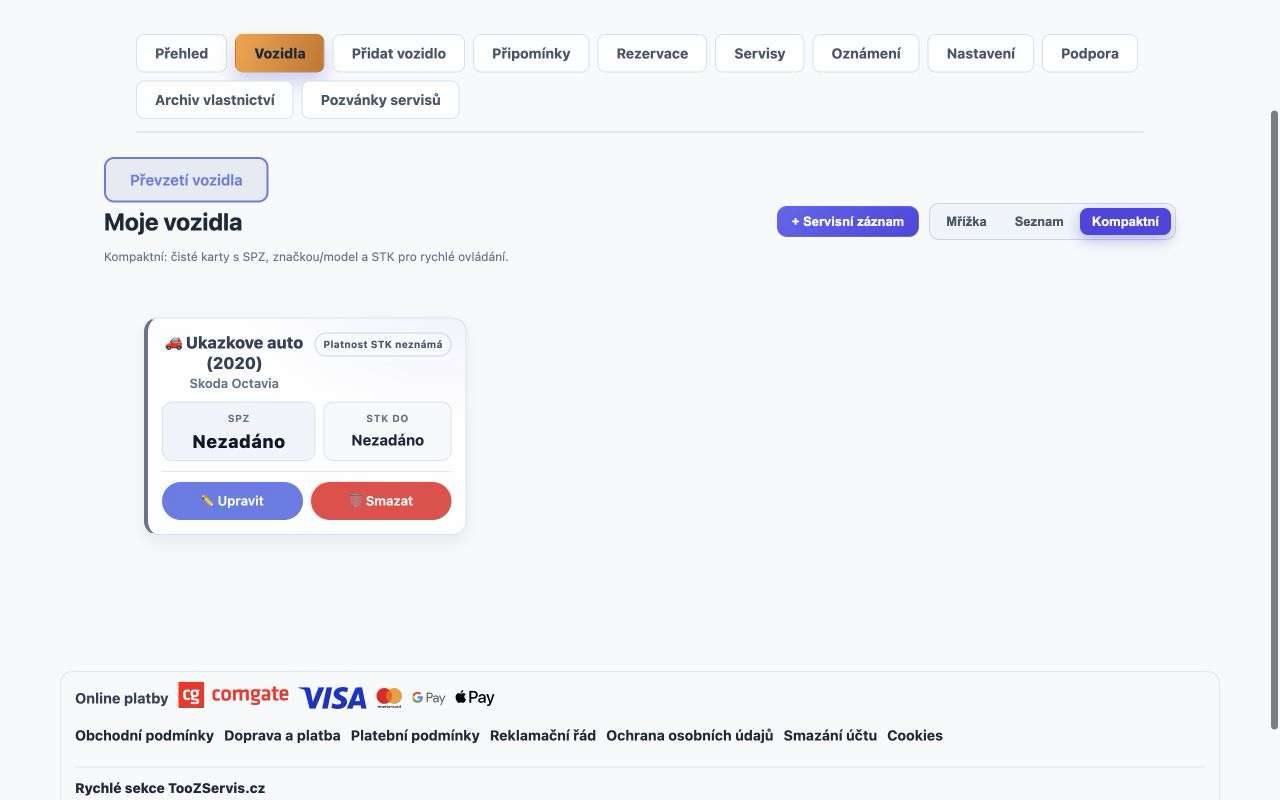 Přehled
Vozidla
Přidat vozidlo
Připomínky
Rezervace
Servisy
Oznámení
Nastavení
Podpora
Archiv vlastnictví
Pozvánky servisů
Převzetí vozidla
Moje vozidla
+ Servisní záznam
Mřížka
Seznam
Kompaktní
Kompaktní: čisté karty s SPZ, značkou/model a STK pro rychlé ovládání.
Ukazkove auto
(2020)
Platnost STK neznámá
Skoda Octavia
SPZ
Nezadáno
STK DO
Nezadáno
Upravit
Smazat
Online platby
cg comgate
VISA
mastercard
G Pay
Pay
Obchodní podmínky
Doprava a platba
Platební podmínky
Reklamační řád
Ochrana osobních údajů
Smazání účtu
Cookies
Rychlé sekce TooZServis.cz